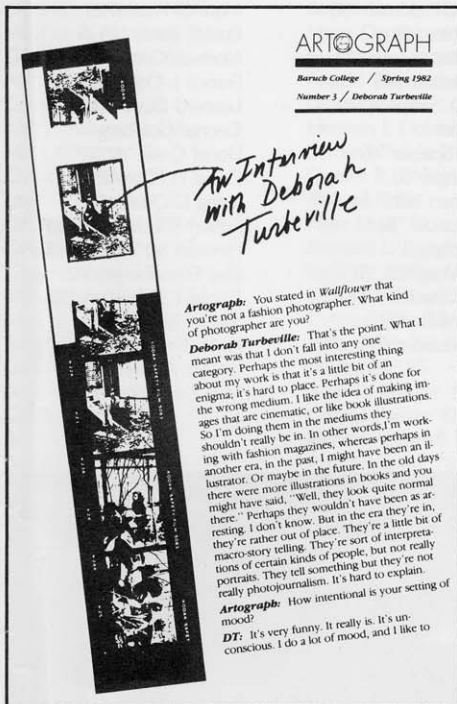 ARTOGRAPH
Baruch College / Spring 1982
Number 3 / Deborah Turbeville
An Interview
with Deborah
Turbeville
Artograph: You stated in Wallflower that
you're not a fashion photographer. What kind
of photographer are you?
Deborah Turbeville: That's the point. What I
meant was that I don't fall into any one
category. Perhaps the most interesting thing
about my work is that it's a little bit of an
enigma; it's hard to place. Perhaps it's done for
the wrong medium. I like the idea of making im-
ages that are cinematic, or like book illustrations.
So I'm doing them in the mediums they
shouldn't really be in. In other words, I'm work-
ing with fashion magazines, whereas perhaps in
another era, in the past, I might have been an il-
lustrator. Or maybe in the future. In the old days
there were more illustrations in books and you
might have said, "Well, they look quite normal
there." Perhaps they wouldn't have been as ar-
resting, I don't know. But in the era they're in,
they're rather out of place. They're a little bit of
macro-story telling. They're sort of interpreta-
tions of certain kinds of people, but not really
portraits. They tell something but they're not
really photojournalism. It's hard to explain.
Artograph: How intentional is your setting of
mood?
DT: It's very funny. It really is. It's un-
conscious. I do a lot of mood, and I like to